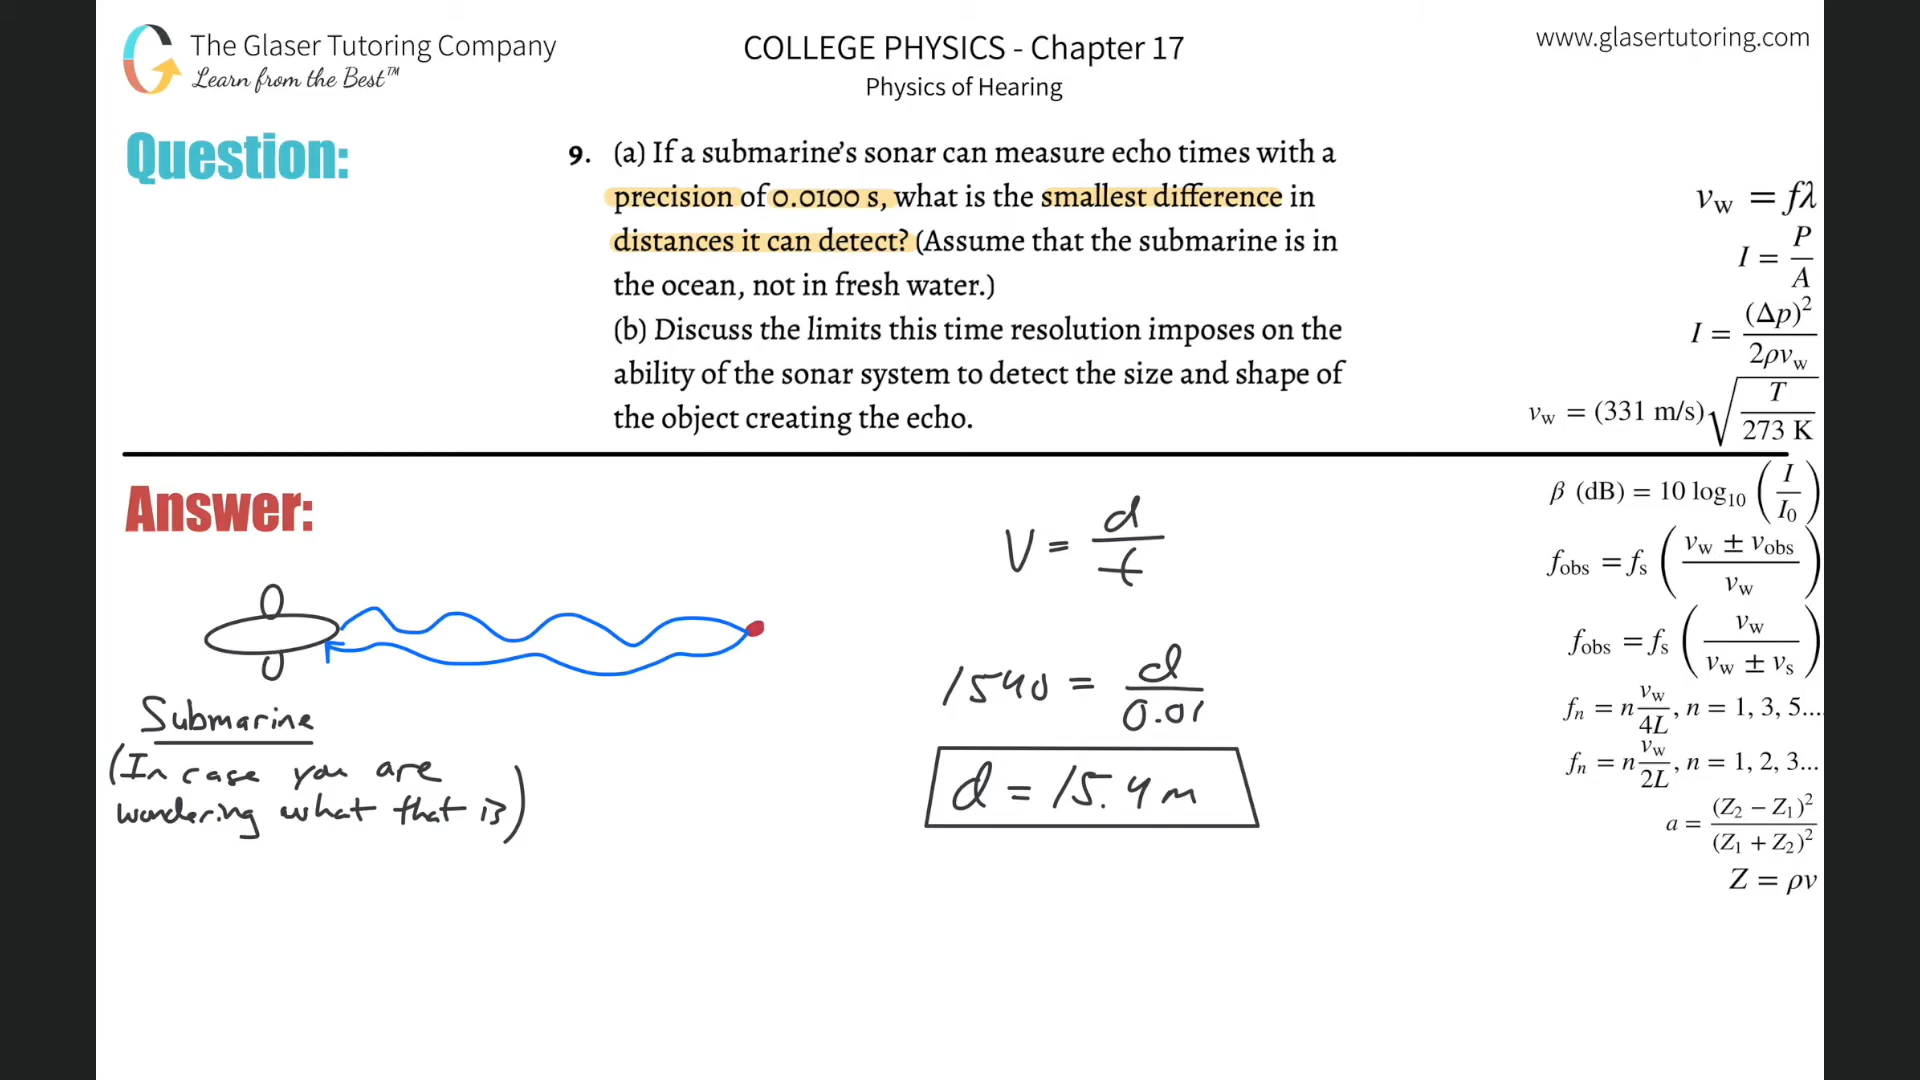 The Glaser Tutoring Company
Learn from the Best™
COLLEGE PHYSICS - Chapter 17
Physics of Hearing
www.glasertutoring.com
Question:
9. (a) If a submarine's sonar can measure echo times with a
precision of 0.0100 s, what is the smallest difference in
distances it can detect? (Assume that the submarine is in
the ocean, not in fresh water.)
(b) Discuss the limits this time resolution imposes on the
ability of the sonar system to detect the size and shape of
the object creating the echo.
v_w = fλ
I = P/A
I = (Δp)²/2ρv_w
v_w = (331 m/s)√(T/273 K)
Answer:
Submarine
(In case you are
wondering what that is)
V = d/t
1540 = d/0.01
d = 15.4 m
β (dB) = 10 log₁₀ (I/I₀)
f_obs = f_s (v_w ± v_obs / v_w)
f_obs = f_s (v_w / v_w ± v_s)
f_n = n v_w/4L, n = 1, 3, 5...
f_n = n v_w/2L, n = 1, 2, 3...
a = (Z₂ − Z₁)²/(Z₁ + Z₂)²
Z = ρv